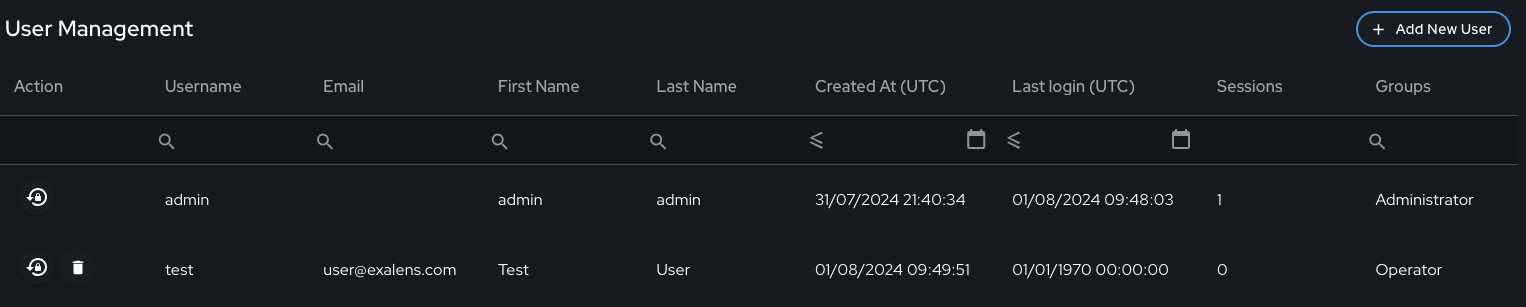 User Management
+ Add New User
Action Username Email First Name Last Name Created At (UTC) Last login (UTC) Sessions Groups
≤ ≤
admin admin admin 31/07/2024 21:40:34 01/08/2024 09:48:03 1 Administrator
test user@exalens.com Test User 01/08/2024 09:49:51 01/01/1970 00:00:00 0 Operator